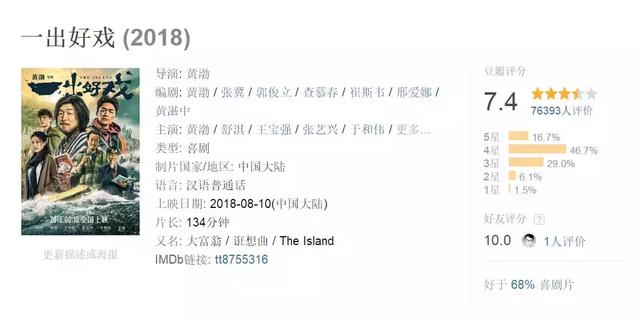 一出好戏 (2018)
黄渤 导演
THE ISLAND
一出好戏
2018.08.10 全国上映
更新描述或海报
导演: 黄渤
编剧: 黄渤 / 张冀 / 郭俊立 / 查慕春 / 崔斯韦 / 邢爱娜 /
黄湛中
主演: 黄渤 / 舒淇 / 王宝强 / 张艺兴 / 于和伟 / 更多...
类型: 喜剧
制片国家/地区: 中国大陆
语言: 汉语普通话
上映日期: 2018-08-10(中国大陆)
片长: 134分钟
又名: 大富翁 / 诳想曲 / The Island
IMDb链接: tt8755316
豆瓣评分
7.4
76393人评价
5星 16.7%
4星 46.7%
3星 29.0%
2星 6.1%
1星 1.5%
好友评分 ?
10.0 1人评价
好于 68% 喜剧片